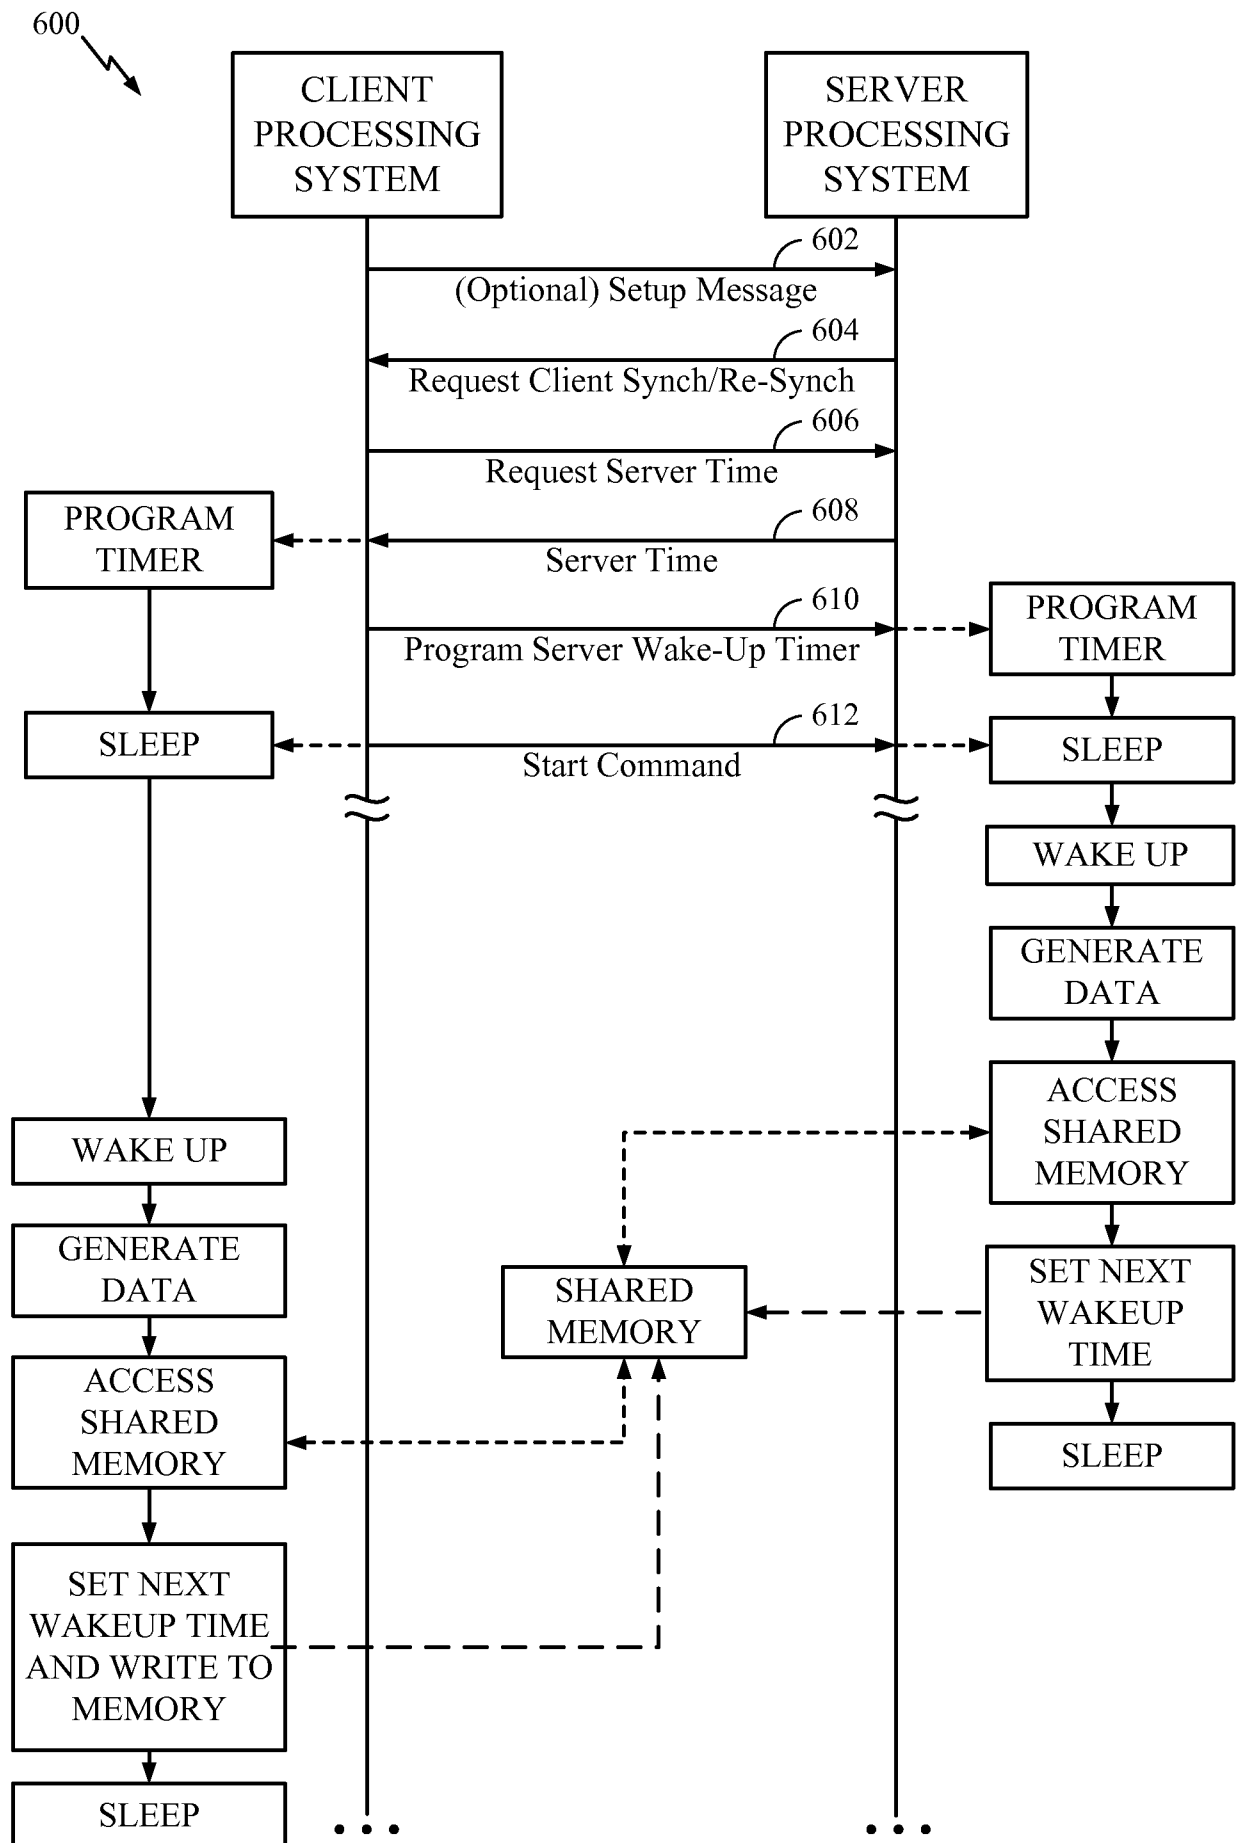 600
CLIENT
PROCESSING
SYSTEM
SERVER
PROCESSING
SYSTEM
602
(Optional) Setup Message
604
Request Client Synch/Re-Synch
606
Request Server Time
608
Server Time
PROGRAM
TIMER
610
Program Server Wake-Up Timer
PROGRAM
TIMER
612
Start Command
SLEEP
SLEEP
WAKE UP
GENERATE
DATA
ACCESS
SHARED
MEMORY
WAKE UP
GENERATE
DATA
SHARED
MEMORY
SET NEXT
WAKEUP
TIME
ACCESS
SHARED
MEMORY
SLEEP
SET NEXT
WAKEUP TIME
AND WRITE TO
MEMORY
SLEEP